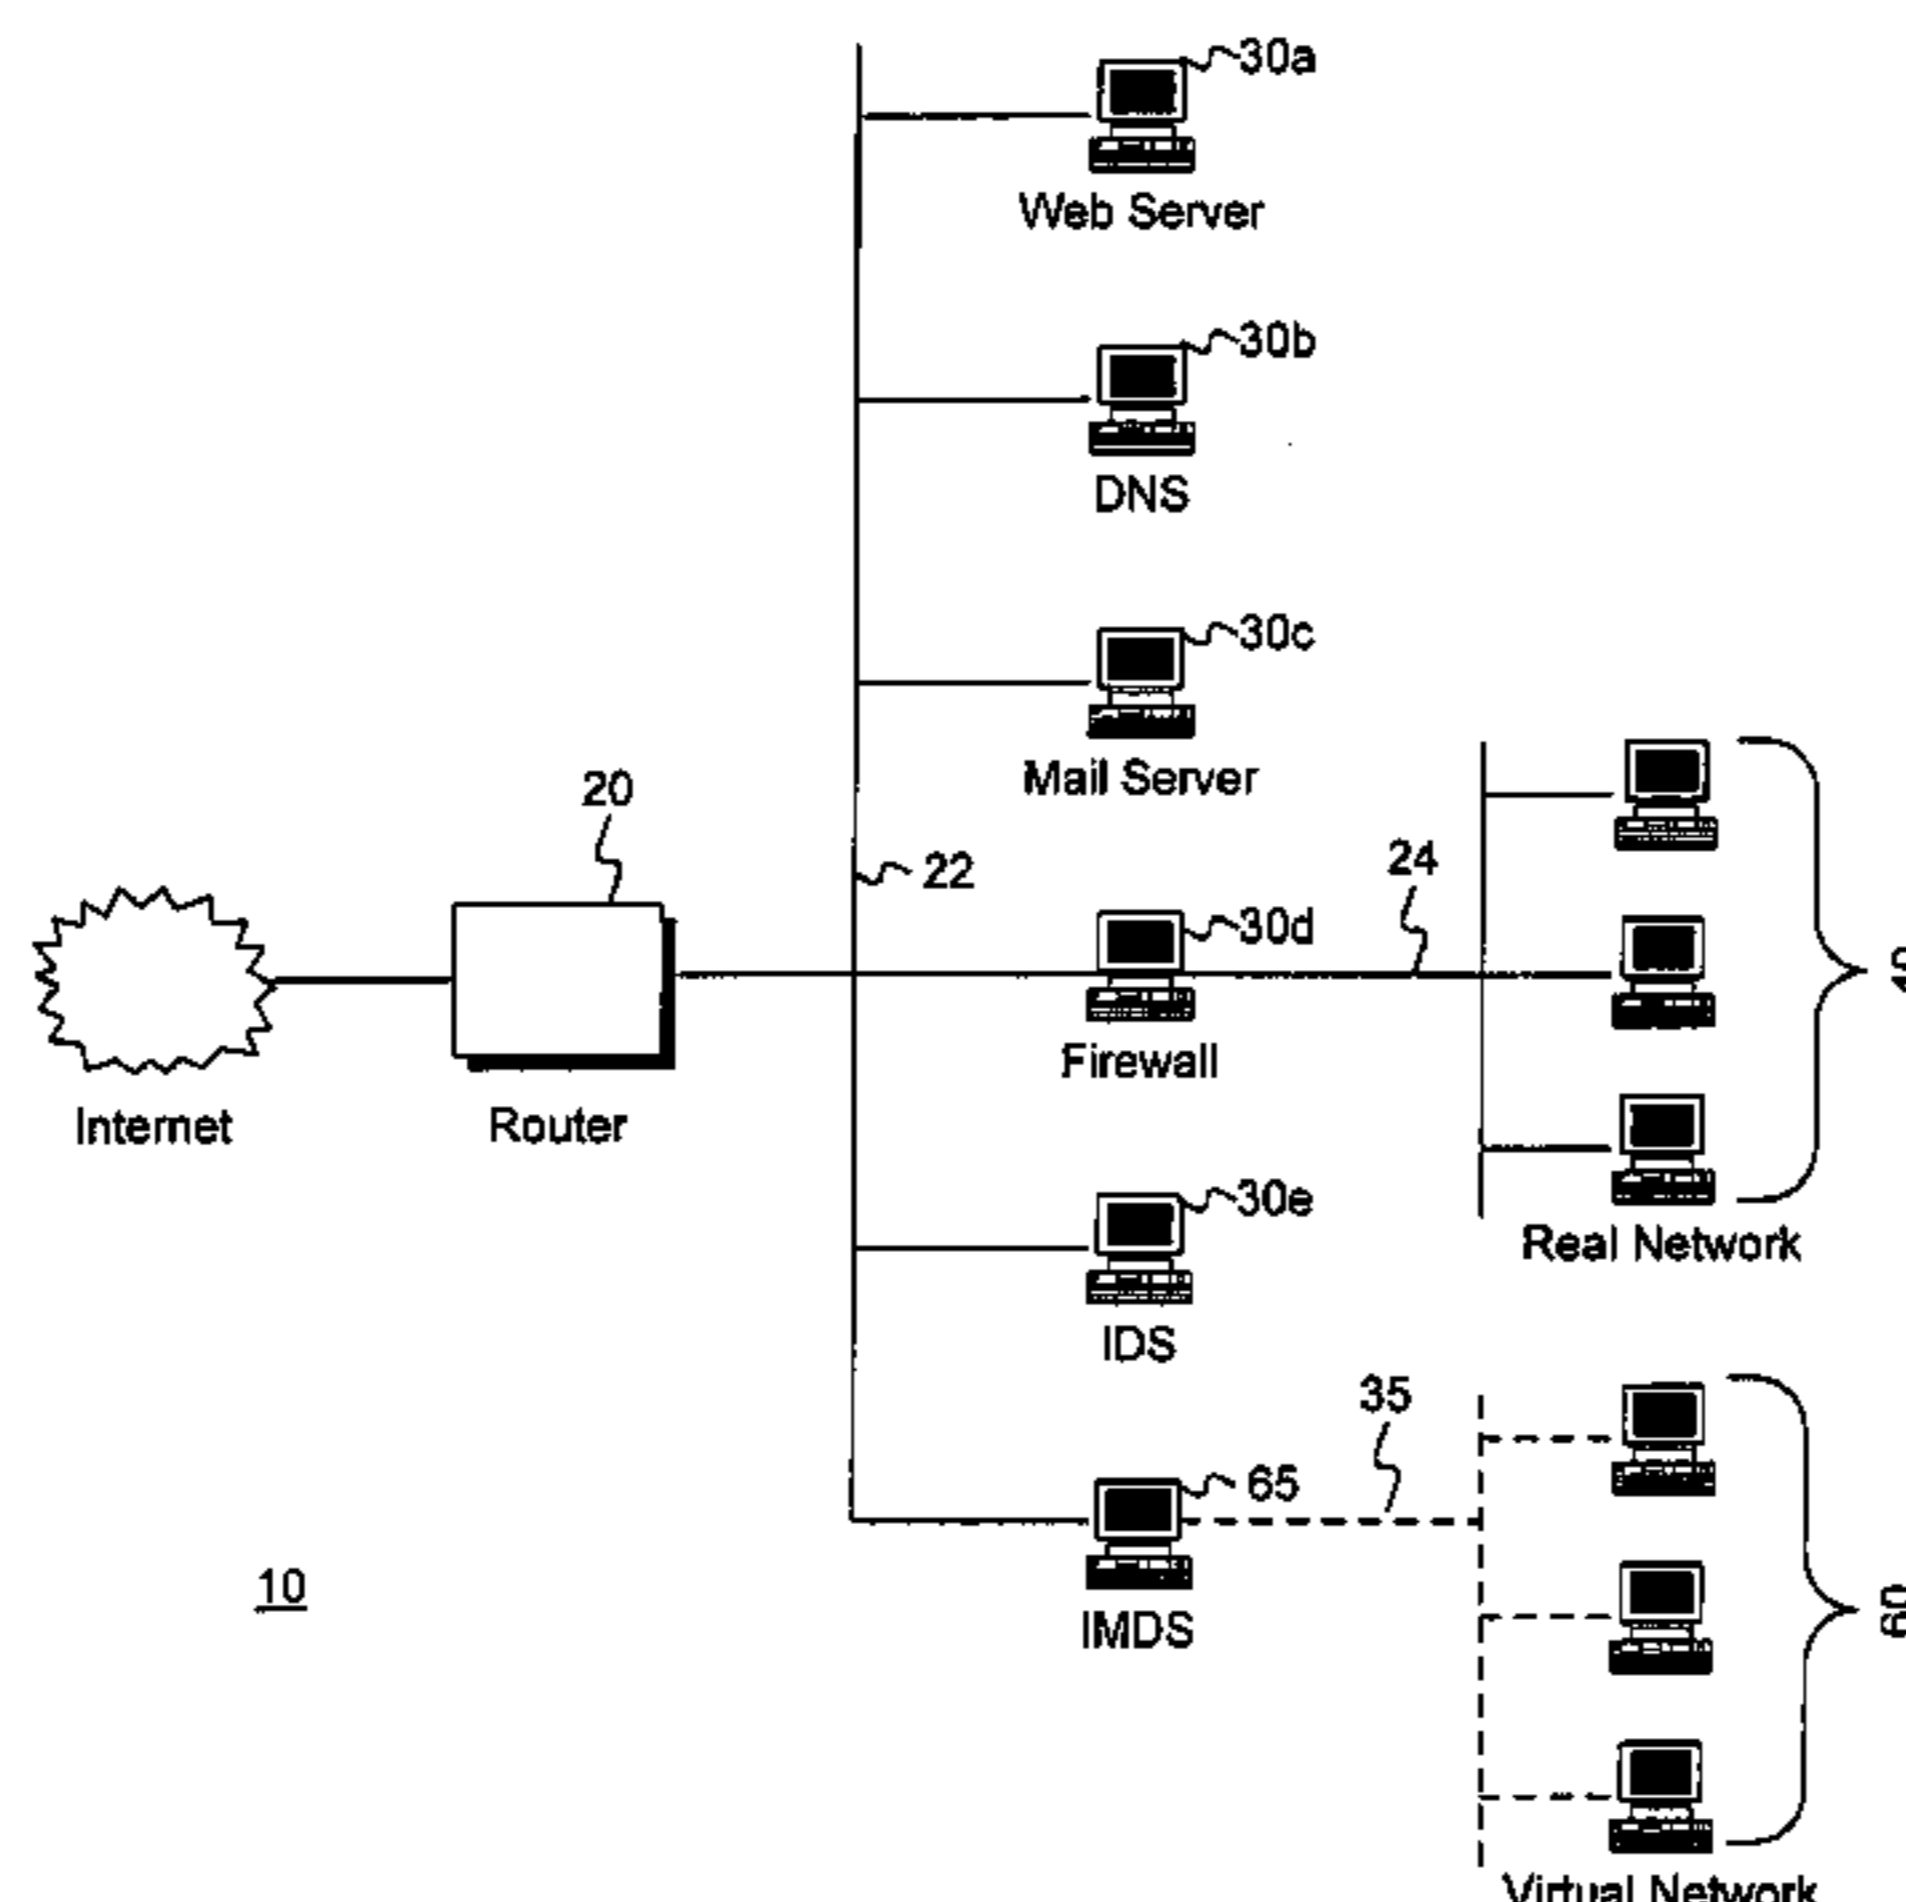 30a
Web Server
30b
DNS
30c
Mail Server
20
22
24
30d
Firewall
Internet
Router
30e
Real Network
IDS
35
65
60
10
IMDS
Virtual Network